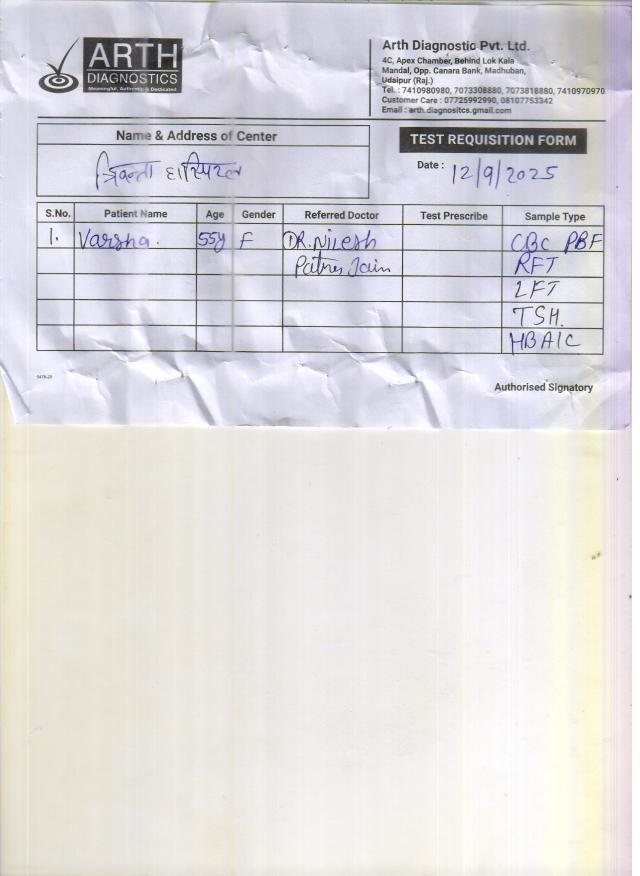 ARTH
DIAGNOSTICS
Meaningful, Authentic & Dedicated
Arth Diagnostic Pvt. Ltd.
4C, Apex Chamber, Behind Lok Kala
Mandal, Opp. Canara Bank, Madhuban,
Udaipur (Raj.)
Tel. : 7410980980, 7073308880, 7073818880, 7410970970
Customer Care : 07725992990, 08107753342
Email : arth.diagnositcs.gmail.com
Name & Address of Center
हास्पिटल
TEST REQUISITION FORM
Date : 12/9/2025
S.No. Patient Name Age Gender Referred Doctor Test Prescribe Sample Type
1. Varsha. 55y F DR. Nilesh CBC PBF
Jain RFT
LFT
TSH.
HBA1C
Authorised Signatory